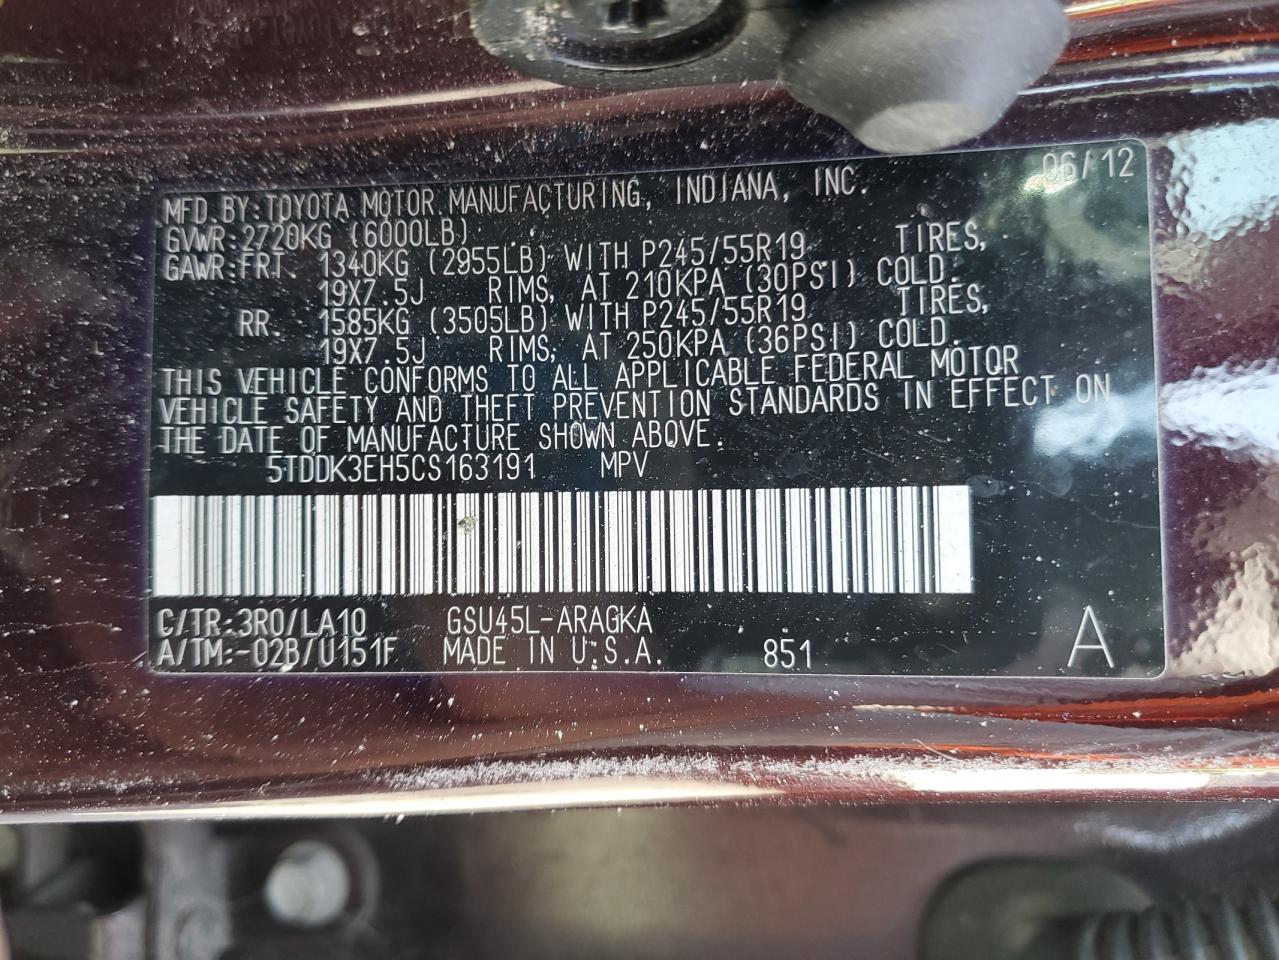 06/12
MFD.BY:TOYOTA MOTOR MANUFACTURING, INDIANA, INC.
GVWR:2720KG (6000LB)
GAWR:FRT. 1340KG (2955LB) WITH P245/55R19 TIRES,
19X7.5J RIMS, AT 210KPA (30PSI) COLD.
RR. 1585KG (3505LB) WITH P245/55R19 TIRES,
19X7.5J RIMS, AT 250KPA (36PSI) COLD.
THIS VEHICLE CONFORMS TO ALL APPLICABLE FEDERAL MOTOR
VEHICLE SAFETY AND THEFT PREVENTION STANDARDS IN EFFECT ON
THE DATE OF MANUFACTURE SHOWN ABOVE.
5TDDK3EH5CS163191 MPV
C/TR:3R0/LA10 GSU45L-ARAGKA
A/TM:-02B/U151F MADE IN U.S.A. 851 A